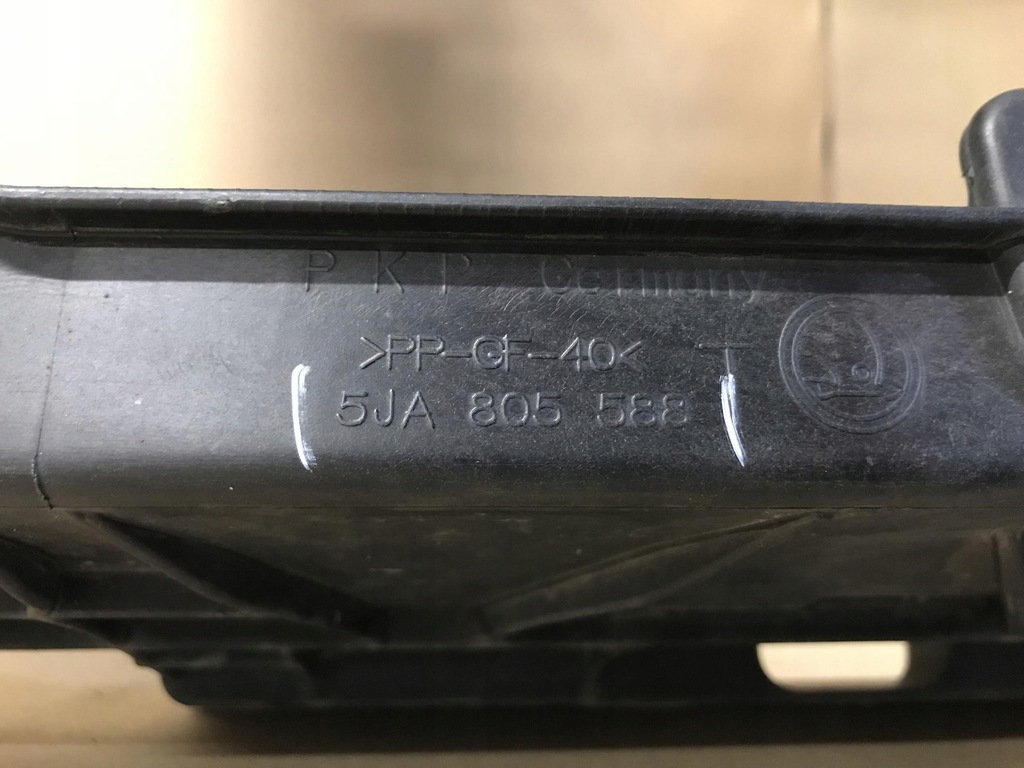 PKP Germany
>PP-GF-40<
5JA 805 588